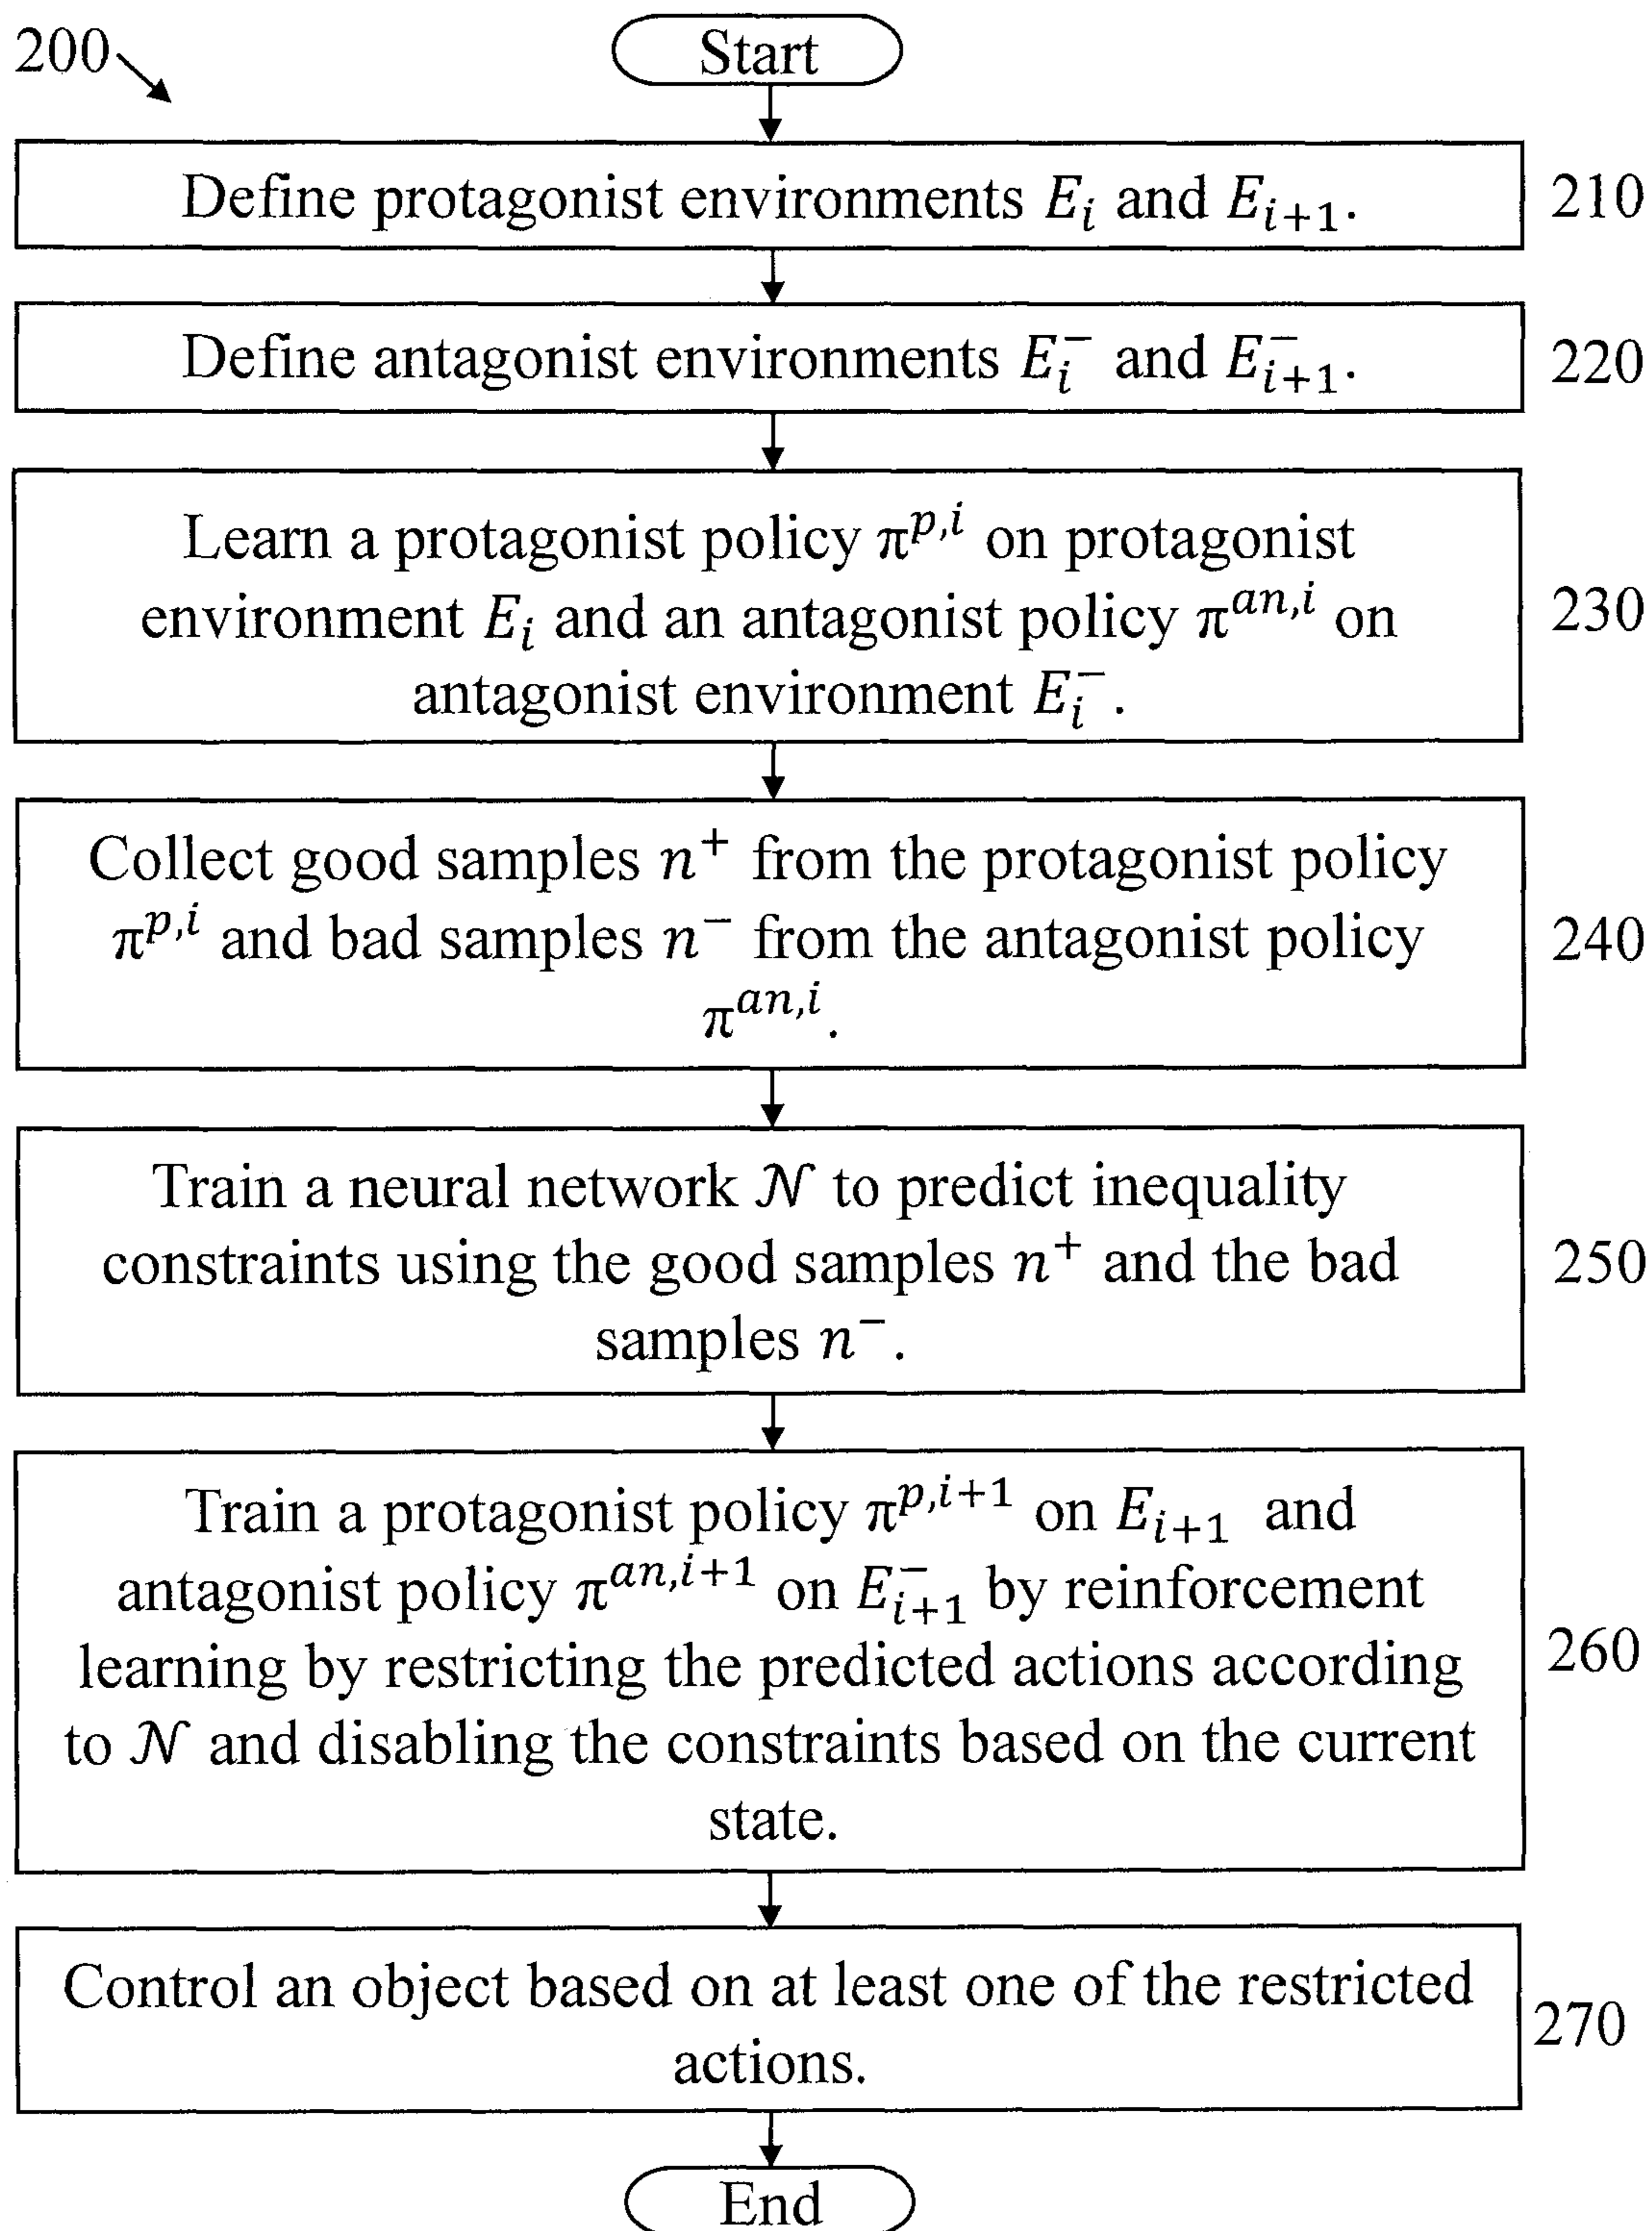 200
Start
Define protagonist environments E_i and E_{i+1}.
210
Define antagonist environments E_i^- and E_{i+1}^-.
220
Learn a protagonist policy π^{p,i} on protagonist
environment E_i and an antagonist policy π^{an,i} on
antagonist environment E_i^-.
230
Collect good samples n^+ from the protagonist policy
π^{p,i} and bad samples n^- from the antagonist policy
π^{an,i}.
240
Train a neural network 𝒩 to predict inequality
constraints using the good samples n^+ and the bad
samples n^-.
250
Train a protagonist policy π^{p,i+1} on E_{i+1} and
antagonist policy π^{an,i+1} on E_{i+1}^- by reinforcement
learning by restricting the predicted actions according
to 𝒩 and disabling the constraints based on the current
state.
260
Control an object based on at least one of the restricted
actions.
270
End